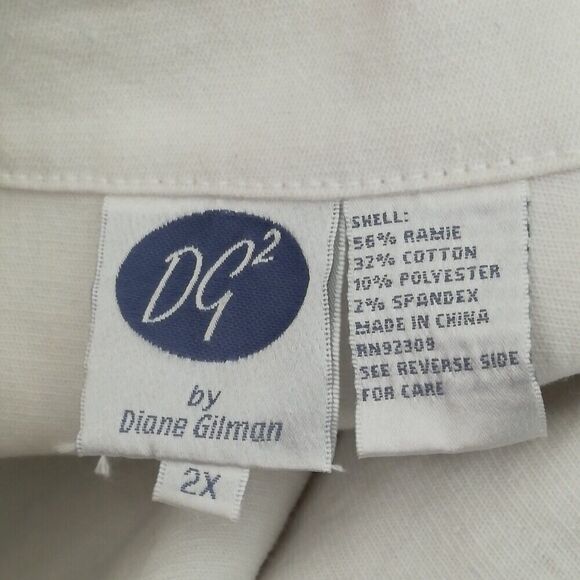 DG²
by
Diane Gilman
2X
SHELL:
56% RAMIE
32% COTTON
10% POLYESTER
2% SPANDEX
MADE IN CHINA
RN92309
SEE REVERSE SIDE
FOR CARE